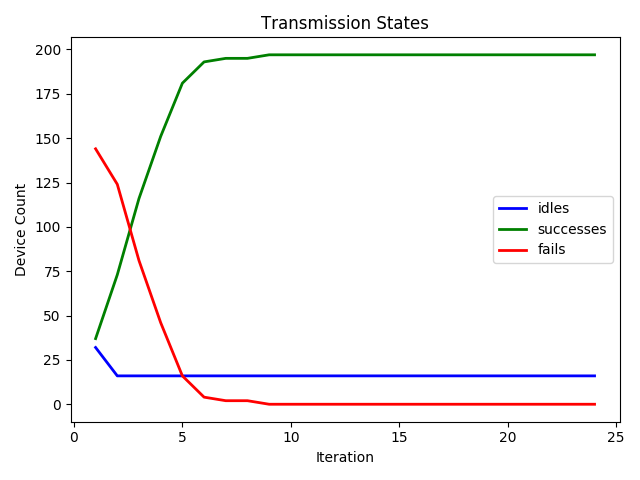 Transmission States
200
175
150
125
100
75
50
25
0
Device Count
idles
successes
fails
0 5 10 15 20 25
Iteration